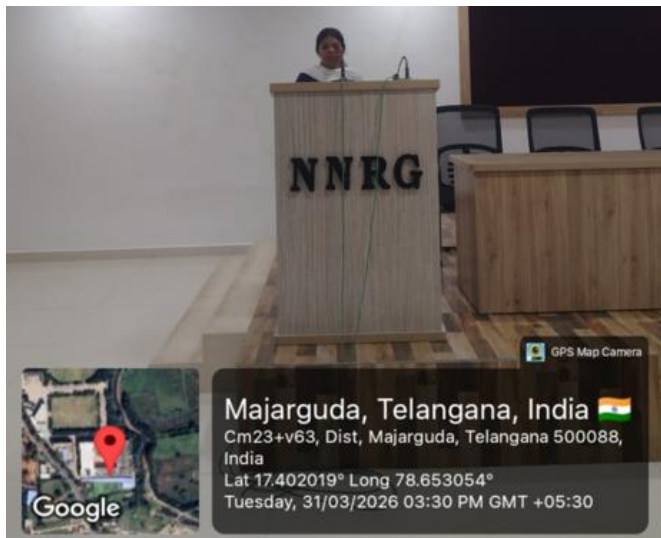 NNRG
GPS Map Camera
Majarguda, Telangana, India 🇮🇳
Cm23+v63, Dist, Majarguda, Telangana 500088,
India
Lat 17.402019° Long 78.653054°
Tuesday, 31/03/2026 03:30 PM GMT +05:30
Google